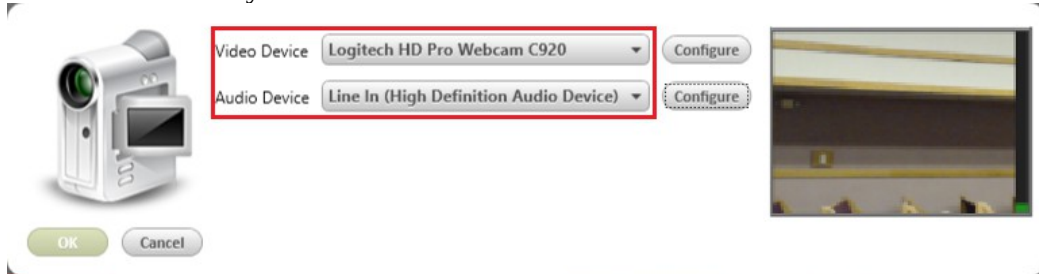 Video Device Logitech HD Pro Webcam C920 Configure
Audio Device Line In (High Definition Audio Device) Configure
OK Cancel